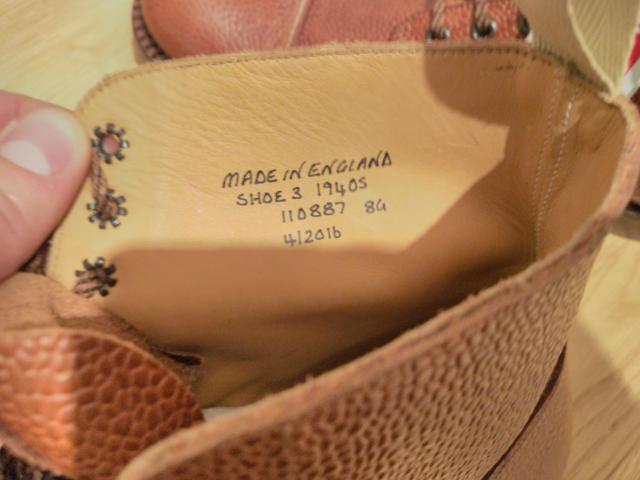 MADE IN ENGLAND
SHOE 3 1940S
110887 8G
4/2016